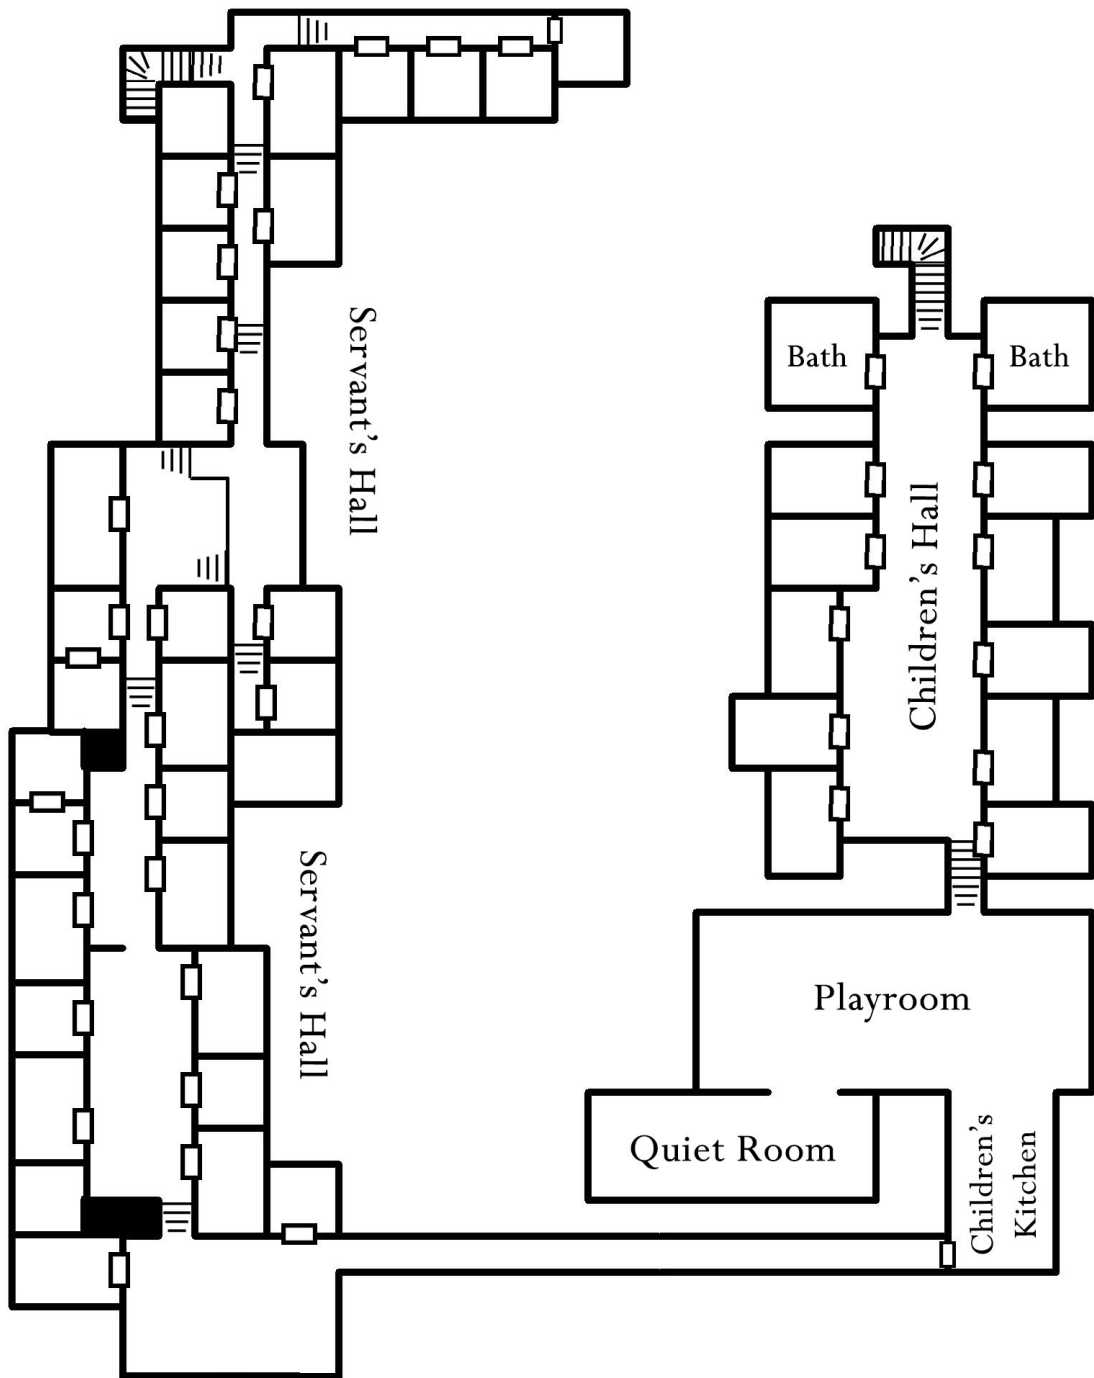 Servant's Hall
Bath
Bath
Children's Hall
Servant's Hall
Playroom
Quiet Room
Children's
Kitchen